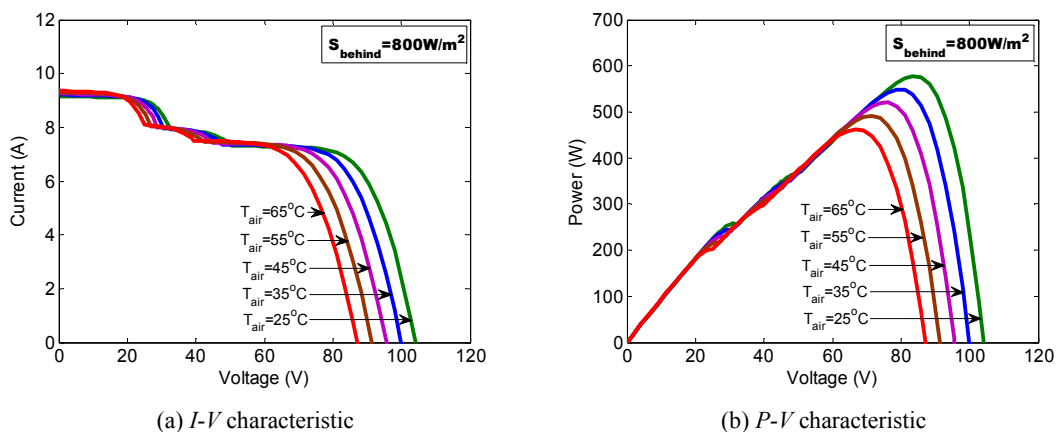 12
10
8
6
4
2
0
0 20 40 60 80 100 120
Current (A)
Voltage (V)
S_behind=800W/m²
T_air=65°C
T_air=55°C
T_air=45°C
T_air=35°C
T_air=25°C
(a) I-V characteristic
700
600
500
400
300
200
100
0
0 20 40 60 80 100 120
Power (W)
Voltage (V)
S_behind=800W/m²
T_air=65°C
T_air=55°C
T_air=45°C
T_air=35°C
T_air=25°C
(b) P-V characteristic